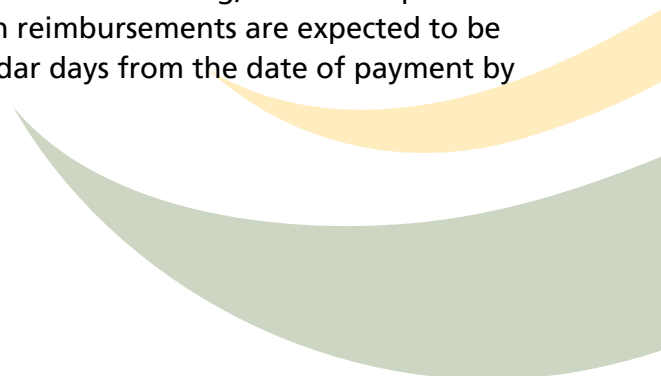 n reimbursements are expected to be
dar days from the date of payment by